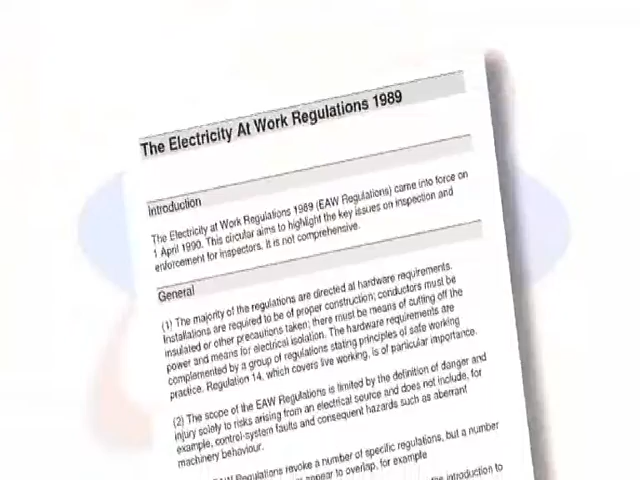 The Electricity At Work Regulations 1989
Introduction
The Electricity at Work Regulations 1989 (EAW Regulations) came into force on
1 April 1990. This circular aims to highlight the key issues on inspection and
enforcement for inspectors. It is not comprehensive.
General
(1) The majority of the regulations are directed at hardware requirements.
Installations are required to be of proper construction; conductors must be
insulated or other precautions taken; there must be means of cutting off the
power and means for electrical isolation. The hardware requirements are
complemented by a group of regulations stating principles of safe working
practice. Regulation 14, which covers live working, is of particular importance.
(2) The scope of the EAW Regulations is limited by the definition of danger and
injury solely to risks arising from an electrical source and does not include, for
example, control-system faults and consequent hazards such as aberrant
machinery behaviour.
EAW Regulations revoke a number of specific regulations, but a number
appear to overlap, for example
the introduction to